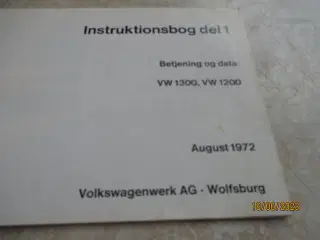 Instruktionsbog del 1
Betjening og data
VW 1300, VW 1200
August 1972
Volkswagenwerk AG · Wolfsburg